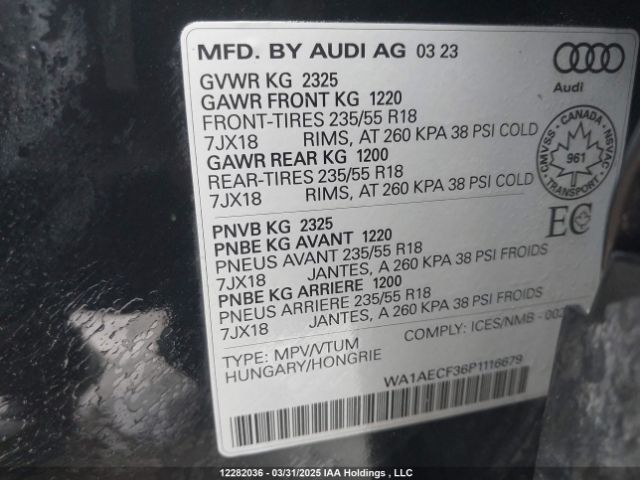 MFD. BY AUDI AG 03 23
GVWR KG 2325
GAWR FRONT KG 1220
FRONT-TIRES 235/55 R18
7JX18 RIMS, AT 260 KPA 38 PSI COLD
GAWR REAR KG 1200
REAR-TIRES 235/55 R18
7JX18 RIMS, AT 260 KPA 38 PSI COLD
Audi
CMVSS - CANADA - NSVAC
961
TRANSPORT
EC
PNVB KG 2325
PNBE KG AVANT 1220
PNEUS AVANT 235/55 R18
7JX18 JANTES, A 260 KPA 38 PSI FROIDS
PNBE KG ARRIERE 1200
PNEUS ARRIERE 235/55 R18
7JX18 JANTES, A 260 KPA 38 PSI FROIDS
COMPLY: ICES/NMB - 002
TYPE: MPV/VTUM
HUNGARY/HONGRIE
WA1AECF36P1116679
12282036 - 03/31/2025 IAA Holdings , LLC